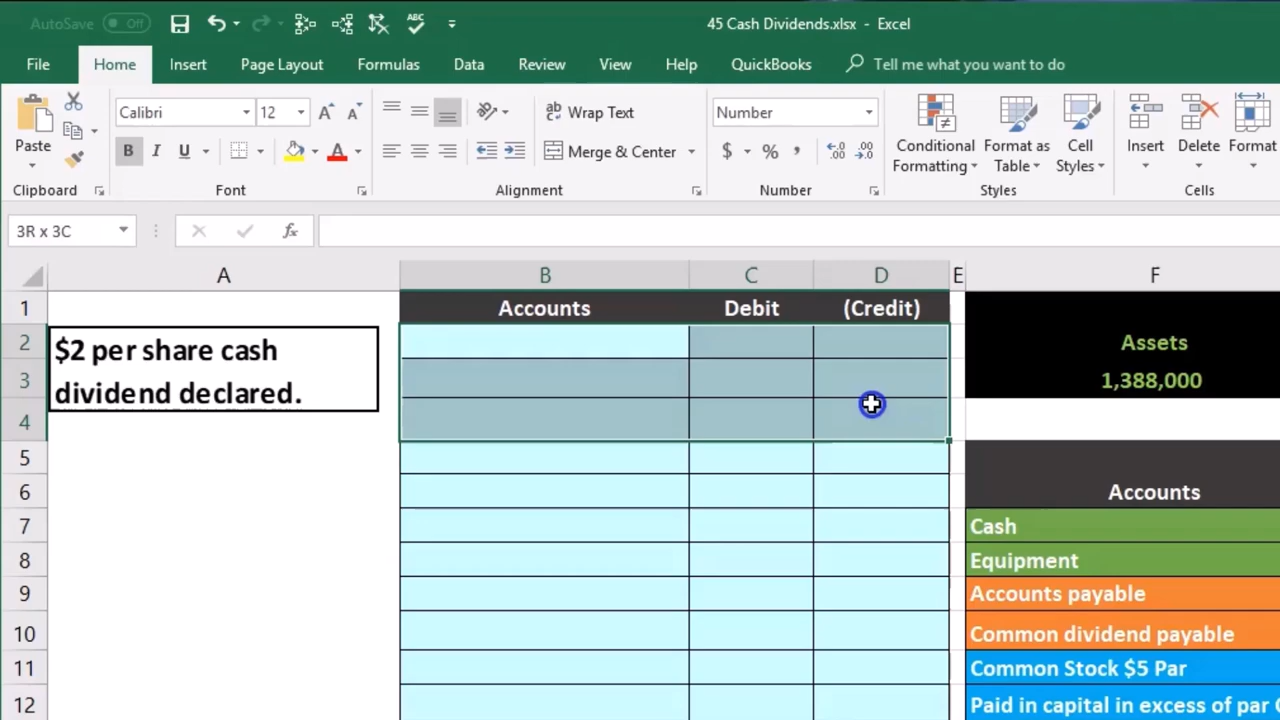 AutoSave Off
45 Cash Dividends.xlsx - Excel
File Home Insert Page Layout Formulas Data Review View Help QuickBooks Tell me what you want to do
Calibri 12 A A
ab Wrap Text
Number
Paste
B I U A
Merge & Center
$ % ,
Conditional Formatting
Format as Table
Cell Styles
Insert Delete Format
Clipboard Font Alignment Number Styles Cells
3R x 3C fx
A B C D E F
1 Accounts Debit (Credit)
2 $2 per share cash Assets
3 dividend declared. 1,388,000
4
5
6 Accounts
7 Cash
8 Equipment
9 Accounts payable
10 Common dividend payable
11 Common Stock $5 Par
12 Paid in capital in excess of par